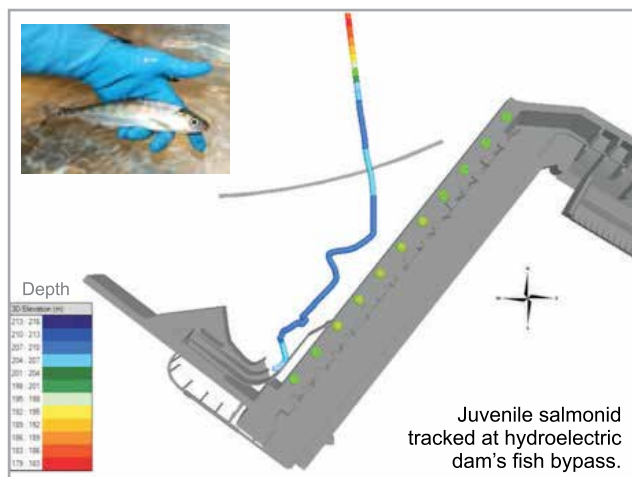 Depth
3D Elevation (m)
213 216
210 213
207 210
204 207
201 204
198 201
195 198
192 195
189 192
186 189
183 186
179 183
Juvenile salmonid
tracked at hydroelectric
dam's fish bypass.